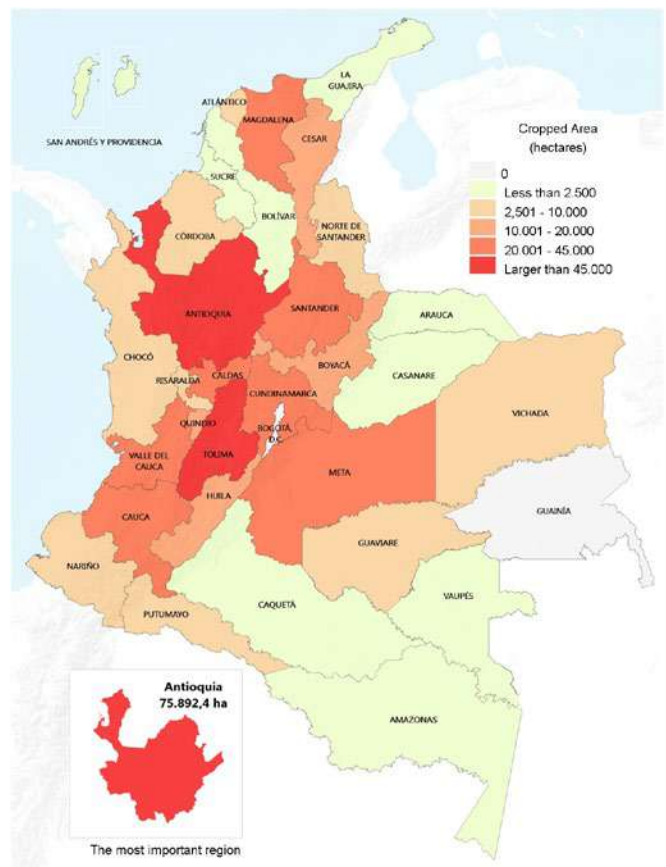 LA
GUAJIRA
ATLÁNTICO
MAGDALENA
SAN ANDRÉS Y PROVIDENCIA
CESAR
Cropped Area
(hectares)
0
Less than 2.500
2,501 - 10.000
10.001 - 20.000
20.001 - 45.000
Larger than 45.000
SUCRE
BOLÍVAR
NORTE DE
SANTANDER
CÓRDOBA
ANTIOQUIA
SANTANDER
ARAUCA
CHOCÓ
BOYACÁ
CASANARE
RISARALDA
CALDAS
CUNDINAMARCA
VICHADA
QUINDIO
BOGOTÁ,
D.C.
VALLE DEL
CAUCA
TOLIMA
META
HUILA
GUAINÍA
CAUCA
GUAVIARE
NARIÑO
VAUPÉS
PUTUMAYO
CAQUETÁ
AMAZONAS
Antioquia
75.892,4 ha
The most important region